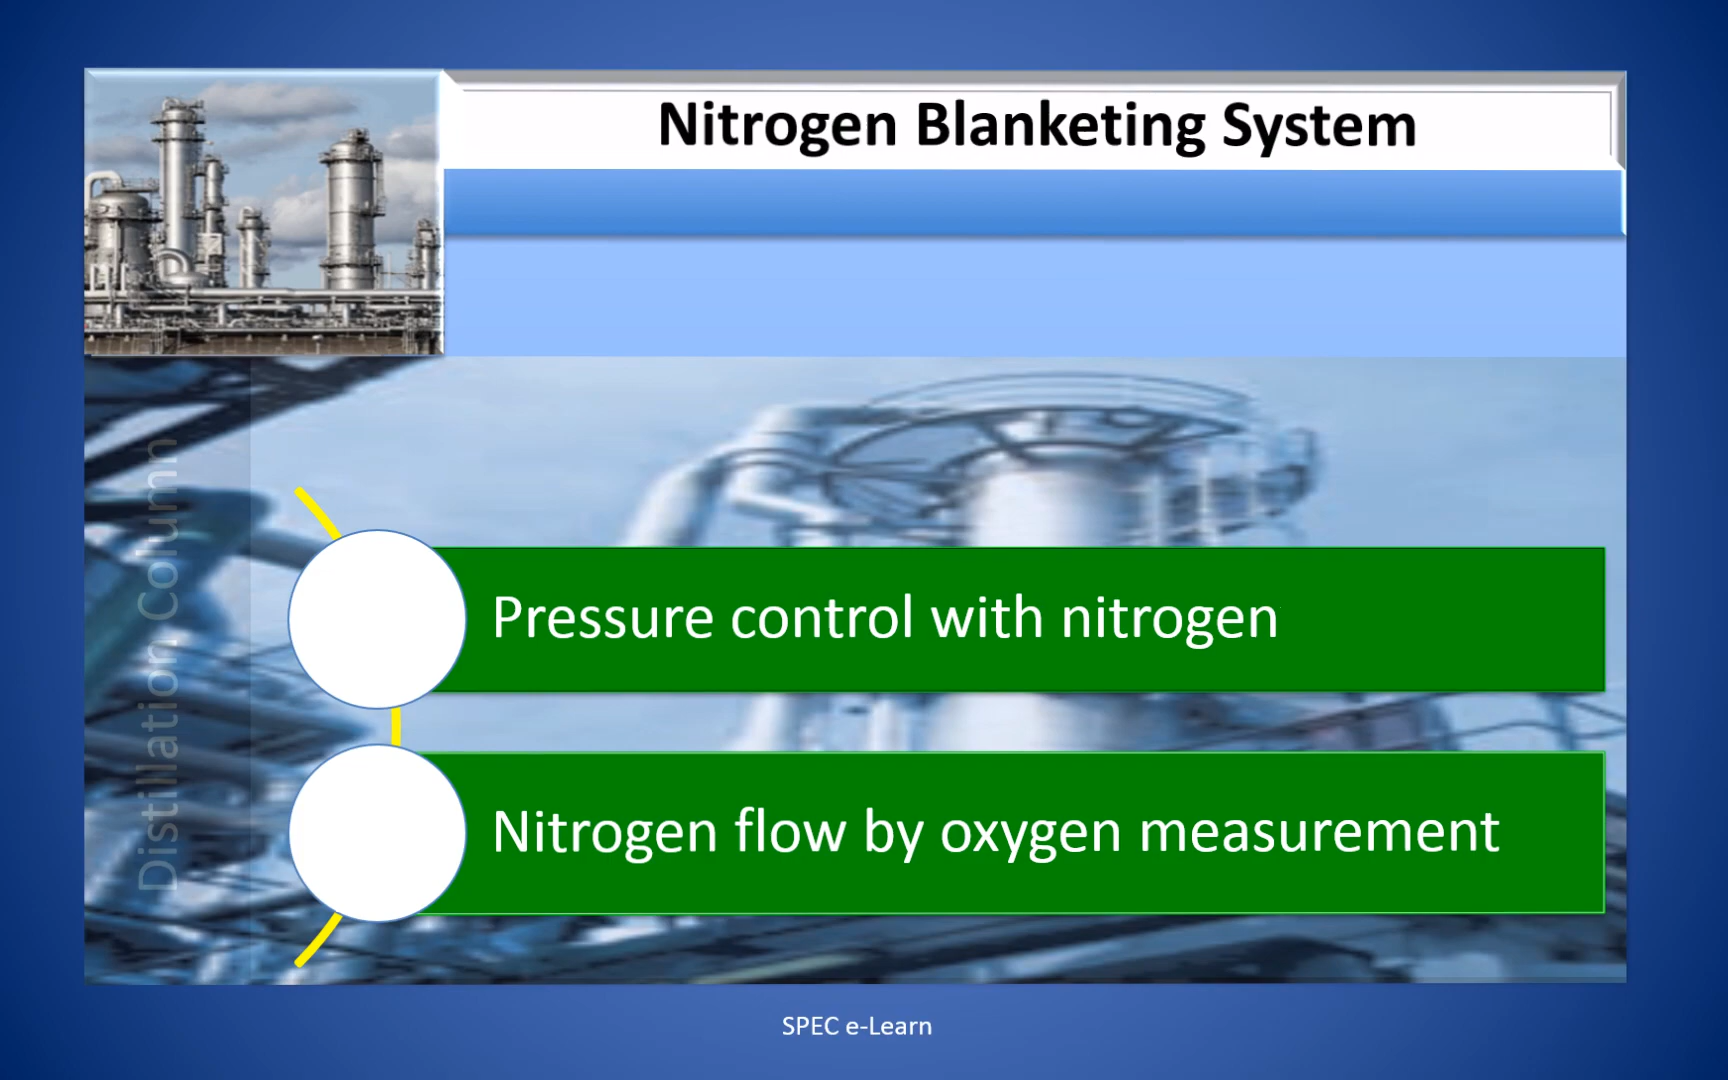 Nitrogen Blanketing System
Distillation Column
Pressure control with nitrogen
Nitrogen flow by oxygen measurement
SPEC e-Learn